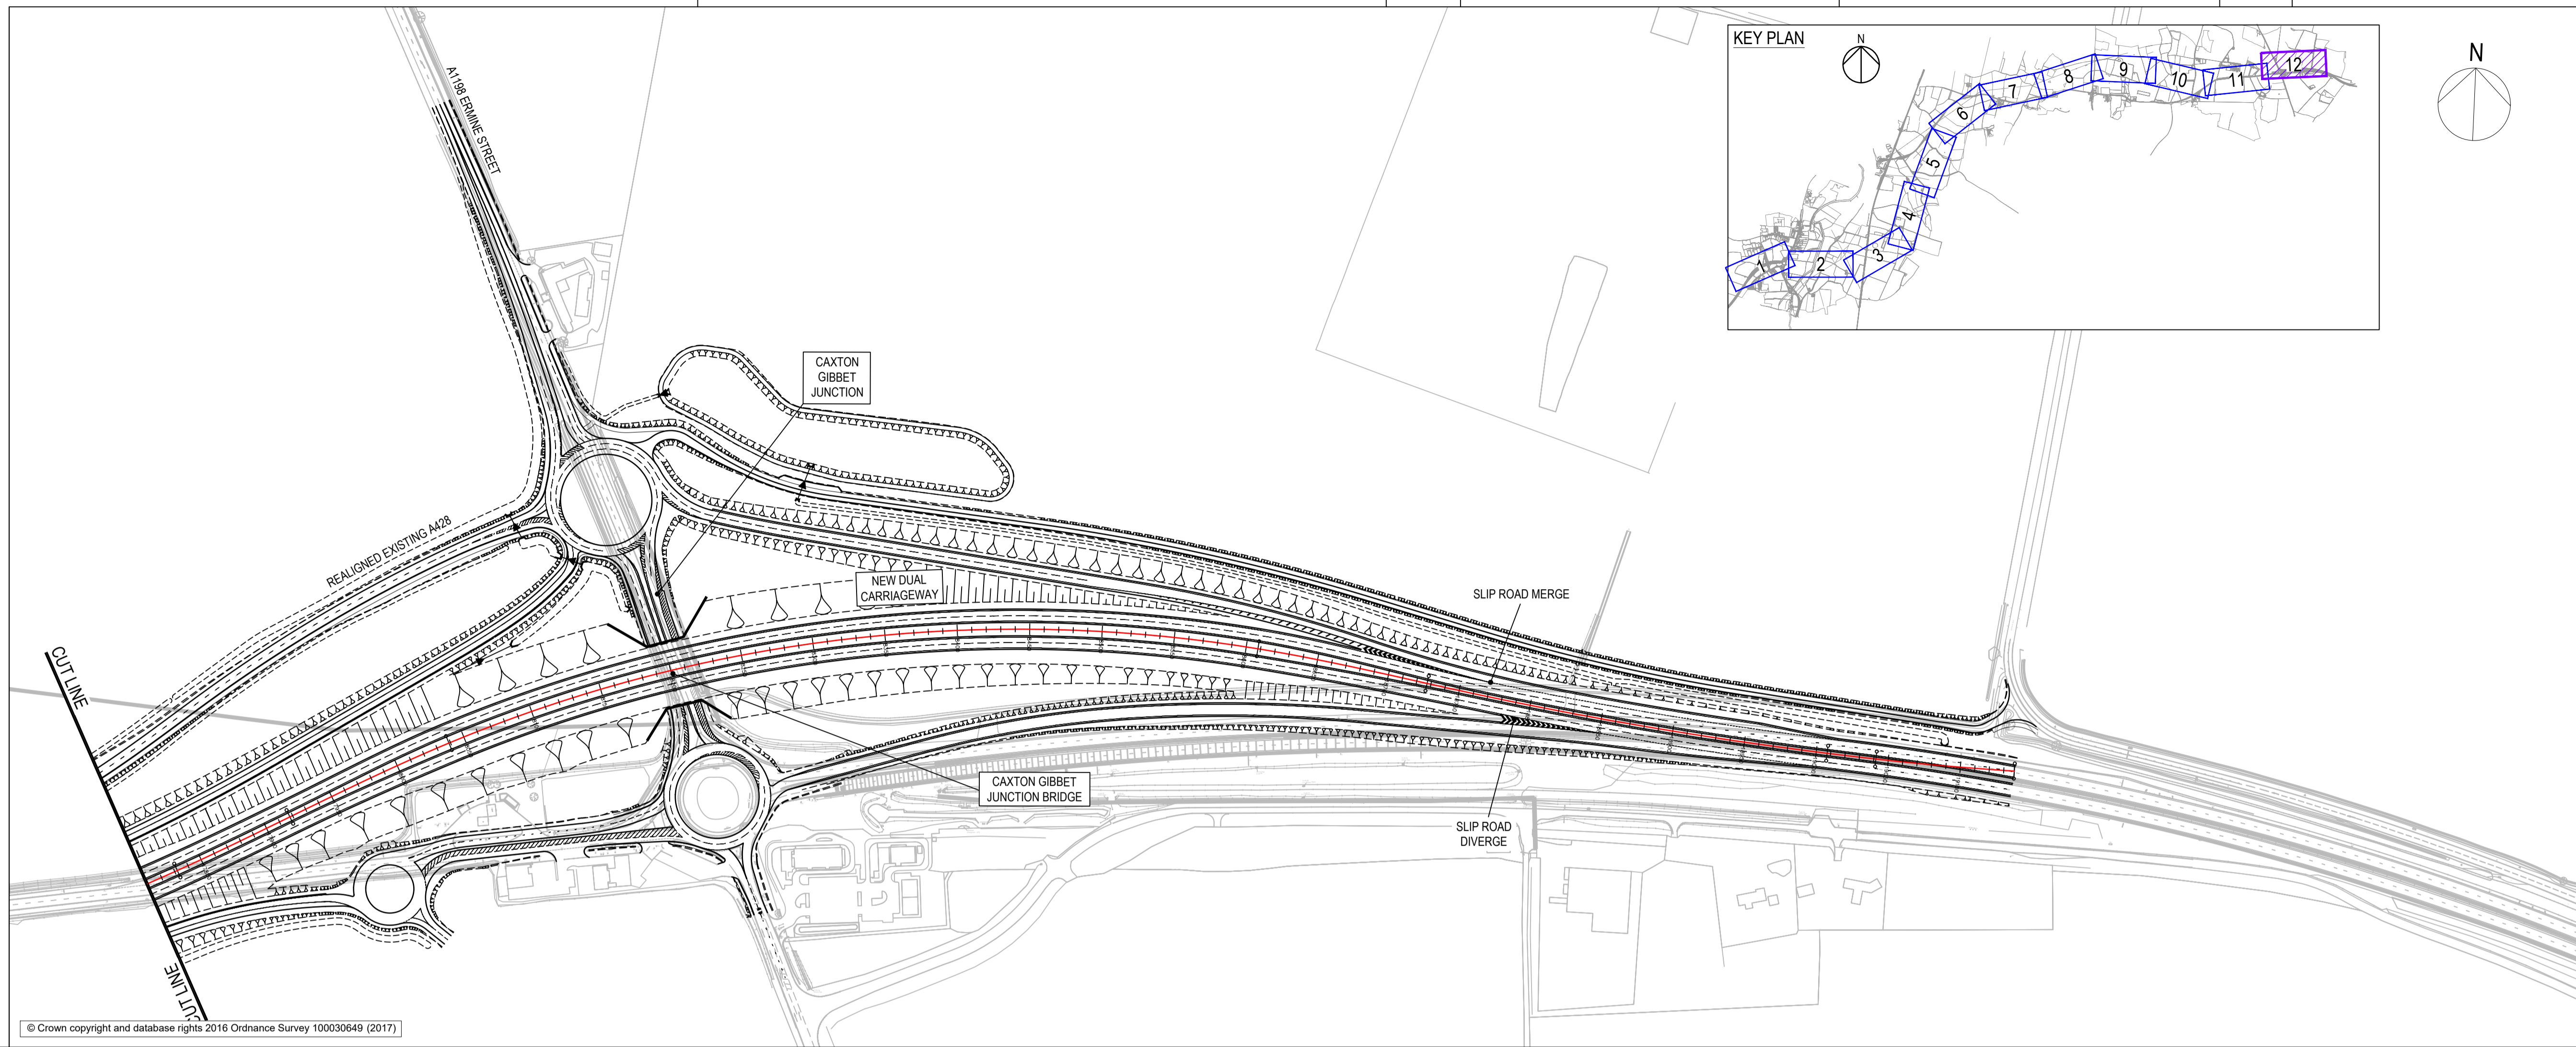 KEY PLAN
N
N
1
2
3
4
5
6
7
8
9
10
11
12
A1198 ERMINE STREET
CAXTON
GIBBET
JUNCTION
REALIGNED EXISTING A428
NEW DUAL
CARRIAGEWAY
SLIP ROAD MERGE
CUT LINE
CAXTON GIBBET
JUNCTION BRIDGE
SLIP ROAD
DIVERGE
CUT LINE
© Crown copyright and database rights 2016 Ordnance Survey 100030649 (2017)